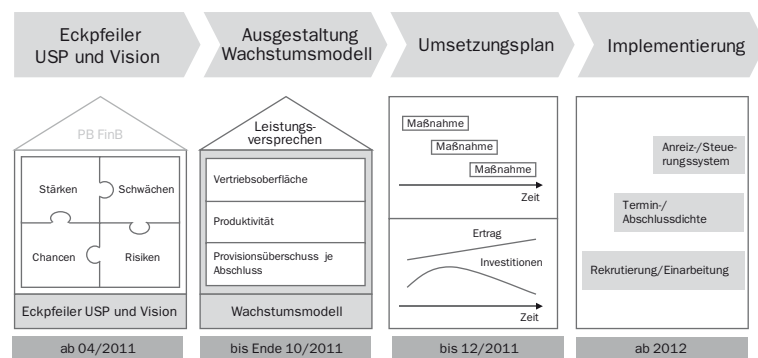 Eckpfeiler
USP und Vision
Ausgestaltung
Wachstumsmodell
Umsetzungsplan
Implementierung
PB FinB
Stärken
Schwächen
Chancen
Risiken
Eckpfeiler USP und Vision
ab 04/2011
Leistungs-
versprechen
Vertriebsoberfläche
Produktivität
Provisionsüberschuss je
Abschluss
Wachstumsmodell
bis Ende 10/2011
Maßnahme
Maßnahme
Maßnahme
Zeit
Ertrag
Investitionen
Zeit
bis 12/2011
Anreiz-/Steue-
rungssystem
Termin-/
Abschlussdichte
Rekrutierung/Einarbeitung
ab 2012